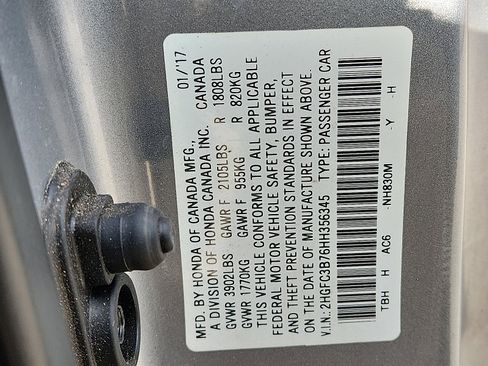 MFD. BY HONDA OF CANADA MFG., 01/'17
A DIVISION OF HONDA CANADA INC. CANADA
GVWR 3902LBS GAWR F 2105LBS R 1808LBS
GVWR 1770KG GAWR F 955KG R 820KG
THIS VEHICLE CONFORMS TO ALL APPLICABLE
FEDERAL MOTOR VEHICLE SAFETY, BUMPER,
AND THEFT PREVENTION STANDARDS IN EFFECT
ON THE DATE OF MANUFACTURE SHOWN ABOVE.
V.I.N.: 2HGFC3B76HH356345 TYPE: PASSENGER CAR
TBH H AC6 -NH830M -Y -H